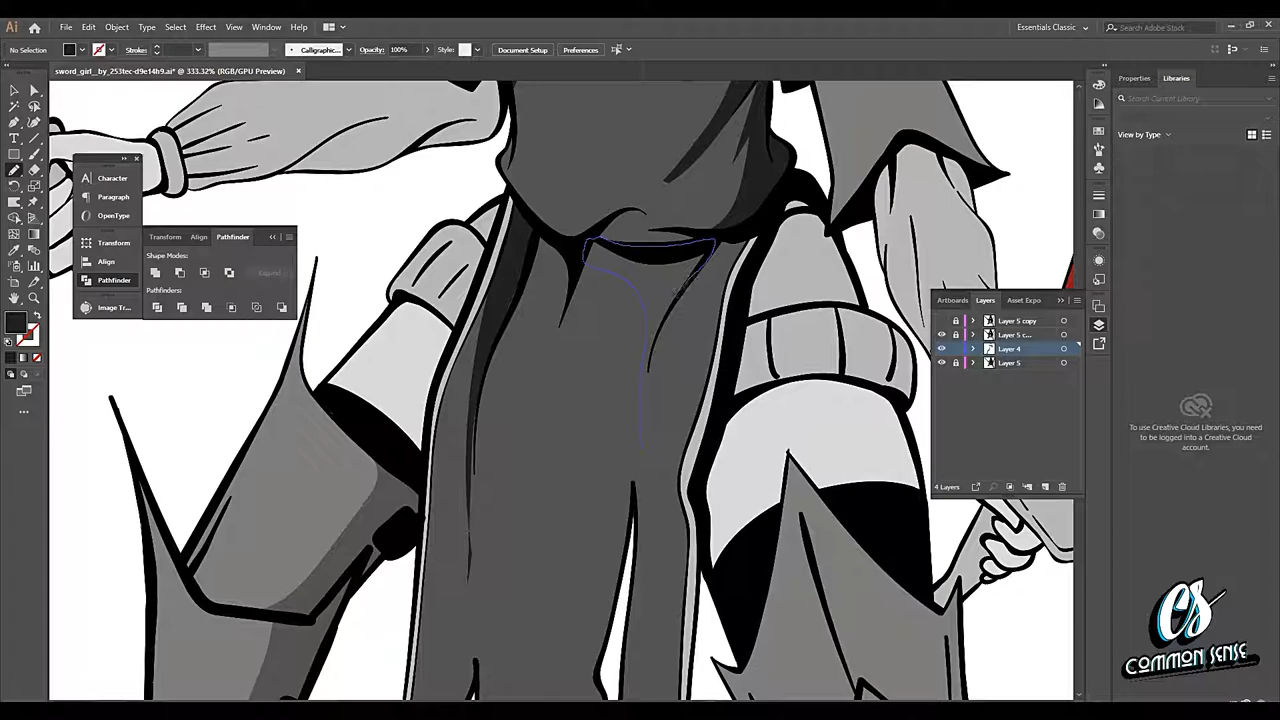 Ai File Edit Object Type Select Effect View Window Help Essentials Classic Search Adobe Stock
No Selection Strokes Calligraphic... Opacity: 100% Style: Document Setup Preferences
sword_girl__by_253tec-d9e14h9.ai* @ 333.32% (RGB/GPU Preview)
Properties Libraries
Search Current Library
View by Type
Character
Paragraph
OpenType
Transform
Align
Pathfinder
Image Tr...
Transform Align Pathfinder
Shape Modes:
Expand
Pathfinders:
Artboards Layers Asset Expo
Layer 5 copy
Layer 5 c...
Layer 4
Layer 5
4 Layers
To use Creative Cloud Libraries, you need
to be logged into a Creative Cloud
account.
CS
COMMON SENSE